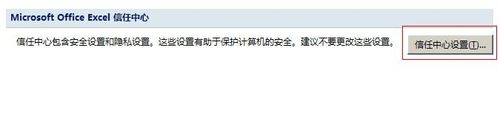 Microsoft Office Excel 信任中心
信任中心包含安全设置和隐私设置。这些设置有助于保护计算机的安全。建议不要更改这些设置。 信任中心设置(T)...